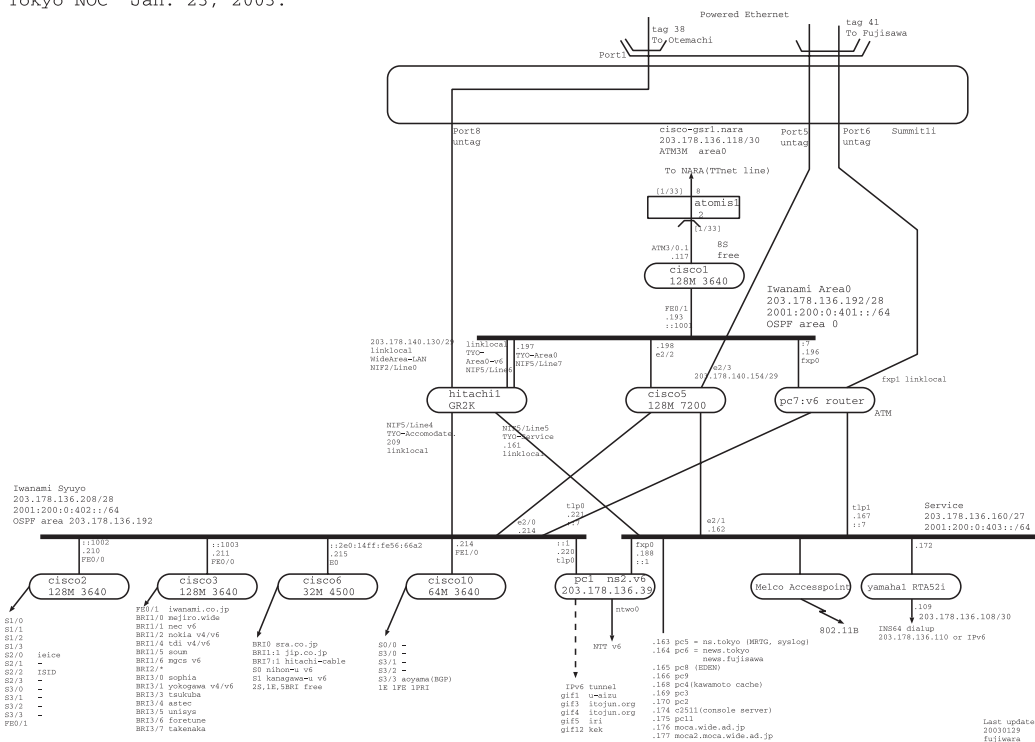 Tokyo NOC  Jan. 23, 2003.
Powered Ethernet
tag 38
To Otemachi
tag 41
To Fujisawa
Port1
Port8
untag
cisco-gsr1.nara
203.178.136.118/30
ATM3M  area0
Port5
untag
Port6
untag
Summit1i
To NARA(TTnet line)
[1/33]  8
atomis1
2
[1/33]
ATM3/0.1
.117
8S
free
cisco1
128M 3640
FE0/1
.193
::1001
Iwanami Area0
203.178.136.192/28
2001:200:0:401::/64
OSPF area 0
203.178.140.130/29
linklocal
WideArea-LAN
NIF2/Line0
linklocal
TYO-
Area0-v6
NIF5/Line6
.197
TYO-Area0
NIF5/Line7
.198
e2/2
e2/3
203.178.140.154/29
:7
.196
fxp0
fxp1 linklocal
hitachi1
GR2K
cisco5
128M 7200
pc7:v6 router
ATM
NIF5/Line4
TYO-Accomodate.
209
linklocal
NIF5/Line5
TYO-Service
.161
linklocal
Iwanami Syuyo
203.178.136.208/28
2001:200:0:402::/64
OSPF area 203.178.136.192
e2/0
.214
tlp0
.221
::7
e2/1
.162
tlp1
.167
::7
Service
203.178.136.160/27
2001:200:0:403::/64
::1002
.210
FE0/0
::1003
.211
FE0/0
::2e0:14ff:fe56:66a2
.215
E0
.214
FE1/0
::1
.220
tlp0
fxp0
.188
::1
.172
cisco2
128M 3640
cisco3
128M 3640
cisco6
32M 4500
cisco10
64M 3640
pc1  ns2.v6
203.178.136.39
Melco Accesspoint
yamaha1 RTA52i
S1/0
S1/1
S1/2
S1/3
S2/0  ieice
S2/1  -
S2/2  ISID
S2/3  -
S3/0  -
S3/1  -
S3/2  -
S3/3  -
FE0/1
FE0/1  iwanami.co.jp
BRI1/0 mejiro.wide
BRI1/1 nec v6
BRI1/2 nokia v4/v6
BRI1/4 tdi v4/v6
BRI1/5 soum
BRI1/6 mgcs v6
BRI2/*
BRI3/0 sophia
BRI3/1 yokogawa v4/v6
BRI3/3 tsukuba
BRI3/4 astec
BRI3/5 unisys
BRI3/6 foretune
BRI3/7 takenaka
BRI0 sra.co.jp
BRI1:1 jip.co.jp
BRI7:1 hitachi-cable
S0 nihon-u v6
S1 kanagawa-u v6
2S,1E,5BRI free
S0/0 -
S3/0 -
S3/1 -
S3/2 -
S3/3 aoyama(BGP)
1E 1FE 1PRI
ntwo0
NTT v6
IPv6 tunnel
gif1  u-aizu
gif3  itojun.org
gif4  itojun.org
gif5  iri
gif12 kek
.163 pc5 = ns.tokyo (MRTG, syslog)
.164 pc6 = news.tokyo
news.fujisawa
.165 pc8 (EDEN)
.166 pc9
.168 pc4(kawamoto cache)
.169 pc3
.170 pc2
.174 c2511(console server)
.175 pc11
.176 moca.wide.ad.jp
.177 moca2.moca.wide.ad.jp
802.11B
.109
203.178.136.108/30
INS64 dialup
203.178.136.110 or IPv6
Last update
20030129
fujiwara